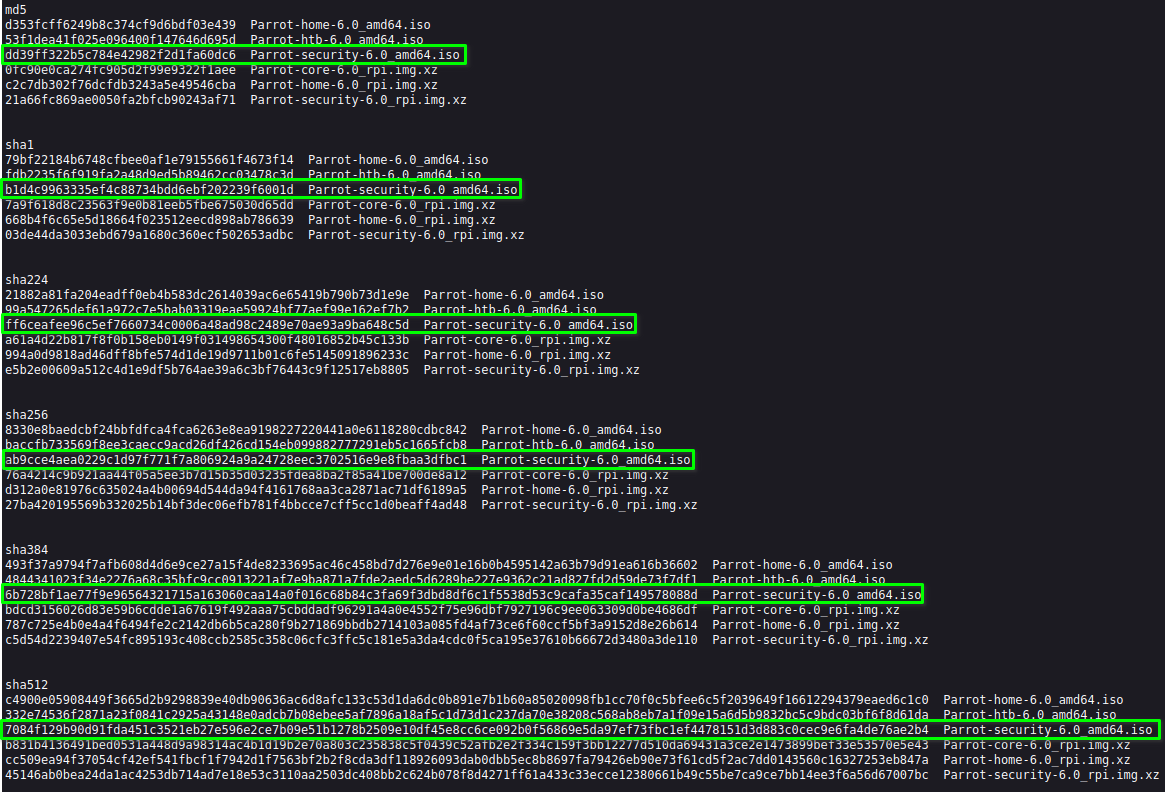 md5
d353fcff6249b8c374cf9d6bdf03e439  Parrot-home-6.0_amd64.iso
53f1dea41f025e096400f147646d695d  Parrot-htb-6.0_amd64.iso
dd39ff322b5c784e42982f2d1fa60dc6  Parrot-security-6.0_amd64.iso
0fc90e0ca274fc905d2f99e9322f1aee  Parrot-core-6.0_rpi.img.xz
c2c7db302f76dcfdb3243a5e49546cba  Parrot-home-6.0_rpi.img.xz
21a66fc869ae0050fa2bfcb90243af71  Parrot-security-6.0_rpi.img.xz
sha1
79bf22184b6748cfbee0af1e79155661f4673f14  Parrot-home-6.0_amd64.iso
fdb2235f6f919fa2a48d9ed5b89462cc03478c3d  Parrot-htb-6.0_amd64.iso
b1d4c9963335ef4c88734bdd6ebf202239f6001d  Parrot-security-6.0_amd64.iso
7a9f618d8c23563f9e0b81eeb5fbe675030d65dd  Parrot-core-6.0_rpi.img.xz
668b4f6c65e5d18664f023512eecd898ab786639  Parrot-home-6.0_rpi.img.xz
03de44da3033ebd679a1680c360ecf502653adbc  Parrot-security-6.0_rpi.img.xz
sha224
21882a81fa204eadff0eb4b583dc2614039ac6e65419b790b73d1e9e  Parrot-home-6.0_amd64.iso
99a547265def61a972c7e5bab03319eae59924bf77aef99e162ef7b2  Parrot-htb-6.0_amd64.iso
ff6ceafee96c5ef7660734c0006a48ad98c2489e70ae93a9ba648c5d  Parrot-security-6.0_amd64.iso
a61a4d22b817f8f0b158eb0149f031498654300f48016852b45c133b  Parrot-core-6.0_rpi.img.xz
994a0d9818ad46dff8bfe574d1de19d9711b01c6fe5145091896233c  Parrot-home-6.0_rpi.img.xz
e5b2e00609a512c4d1e9df5b764ae39a6c3bf76443c9f12517eb8805  Parrot-security-6.0_rpi.img.xz
sha256
8330e8baedcbf24bbfdfca4fca6263e8ea9198227220441a0e6118280cdbc842  Parrot-home-6.0_amd64.iso
baccfb733569f8ee3caecc9acd26df426cd154eb099882777291eb5c1665fcb8  Parrot-htb-6.0_amd64.iso
ab9cce4aea0229c1d97f771f7a806924a9a24728eec3702516e9e8fbaa3dfbc1  Parrot-security-6.0_amd64.iso
76a4214c9b921aa44f05a5ee3b7d15b35d03235fdea8ba2f85a41be700de8a12  Parrot-core-6.0_rpi.img.xz
d312a0e81976c635024a4b00694d544da94f4161768aa3ca2871ac71df6189a5  Parrot-home-6.0_rpi.img.xz
27ba420195569b332025b14bf3dec06efb781f4bbcce7cff5cc1d0beaff4ad48  Parrot-security-6.0_rpi.img.xz
sha384
493f37a9794f7afb608d4d6e9ce27a15f4de8233695ac46c458bd7d276e9e01e16b0b4595142a63b79d91ea616b36602  Parrot-home-6.0_amd64.iso
4844341023f34e2276a68c35bfc9cc0913221af7e9ba871a7fde2aedc5d6289be227e9362c21ad827fd2d59de73f7df1  Parrot-htb-6.0_amd64.iso
6b728bf1ae77f9e96564321715a163060caa14a0f016c68b84c3fa69f3dbd8df6c1f5538d53c9cafa35caf149578088d  Parrot-security-6.0_amd64.iso
bdcd3156026d83e59b6cdde1a67619f492aaa75cbddadf96291a4a0e4552f75e96dbf7927196c9ee063309d0be4686df  Parrot-core-6.0_rpi.img.xz
787c725e4b0e4a4f6494fe2c2142db6b5ca280f9b271869bbdb2714103a085fd4af73ce6f60ccf5bf3a9152d8e26b614  Parrot-home-6.0_rpi.img.xz
c5d54d2239407e54fc895193c408ccb2585c358c06cfc3ffc5c181e5a3da4cdc0f5ca195e37610b66672d3480a3de110  Parrot-security-6.0_rpi.img.xz
sha512
c4900e05908449f3665d2b9298839e40db90636ac6d8afc133c53d1da6dc0b891e7b1b60a85020098fb1cc70f0c5bfee6c5f2039649f16612294379eaed6c1c0  Parrot-home-6.0_amd64.iso
332e74536f2871a23f0841c2925a43148e0adcb7b08ebee5af7896a18af5c1d73d1c237da70e38208c568ab8eb7a1f09e15a6d5b9832bc5c9bdc03bf6f8d61da  Parrot-htb-6.0_amd64.iso
7084f129b90d91fda451c3521eb27e596e2ce7b09e51b1278b2509e10df45e8cc6ce092b0f56869e5da97ef73fbc1ef4478151d3d883c0cec9e6fa4de76ae2b4  Parrot-security-6.0_amd64.iso
b831b4136491bed0531a448d9a98314ac4b1d19b2e70a803c235838c5f0439c52afb2e2f334c159f3bb12277d510da69431a3ce2e1473899bef33e53570e5e43  Parrot-core-6.0_rpi.img.xz
cc509ea94f37054cf42ef541fbcf1f7942d1f7563bf2b2f8cda3df118926093dab0dbb5ec8b8697fa79426eb90e73f61cd5f2ac7dd0143560c16327253eb847a  Parrot-home-6.0_rpi.img.xz
45146ab0bea24da1ac4253db714ad7e18e53c3110aa2503dc408bb2c624b078f8d4271ff61a433c33ecce12380661b49c55be7ca9ce7bb14ee3f6a56d67007bc  Parrot-security-6.0_rpi.img.xz